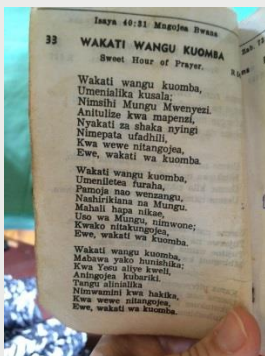 Isaya 40:31 Mngojea Bwana
33 WAKATI WANGU KUOMBA
Sweet Hour of Prayer.
Wakati wangu kuomba,
Umenialika kusala;
Nimsihi Mungu Mwenyezi.
Anitulize kwa mapenzi,
Nyakati za shaka nyingi
Nimepata ufadhili,
Kwa wewe nitangojea,
Ewe, wakati wa kuomba.
Wakati wangu kuomba,
Umeniletea furaha,
Pamoja nao wenzangu,
Nashirikiana na Mungu.
Mahali hapa nikae,
Uso wa Mungu, nimwone;
Kwako nitakungojea,
Ewe, wakati wa kuomba.
Wakati wangu kuomba,
Mabawa yako hunishika;
Kwa Yesu aliye kweli,
Aningojea kubariki.
Tangu alinialika
Nimwamini kwa hakika,
Kwa wewe nitangojea,
Ewe, wakati wa kuomba.